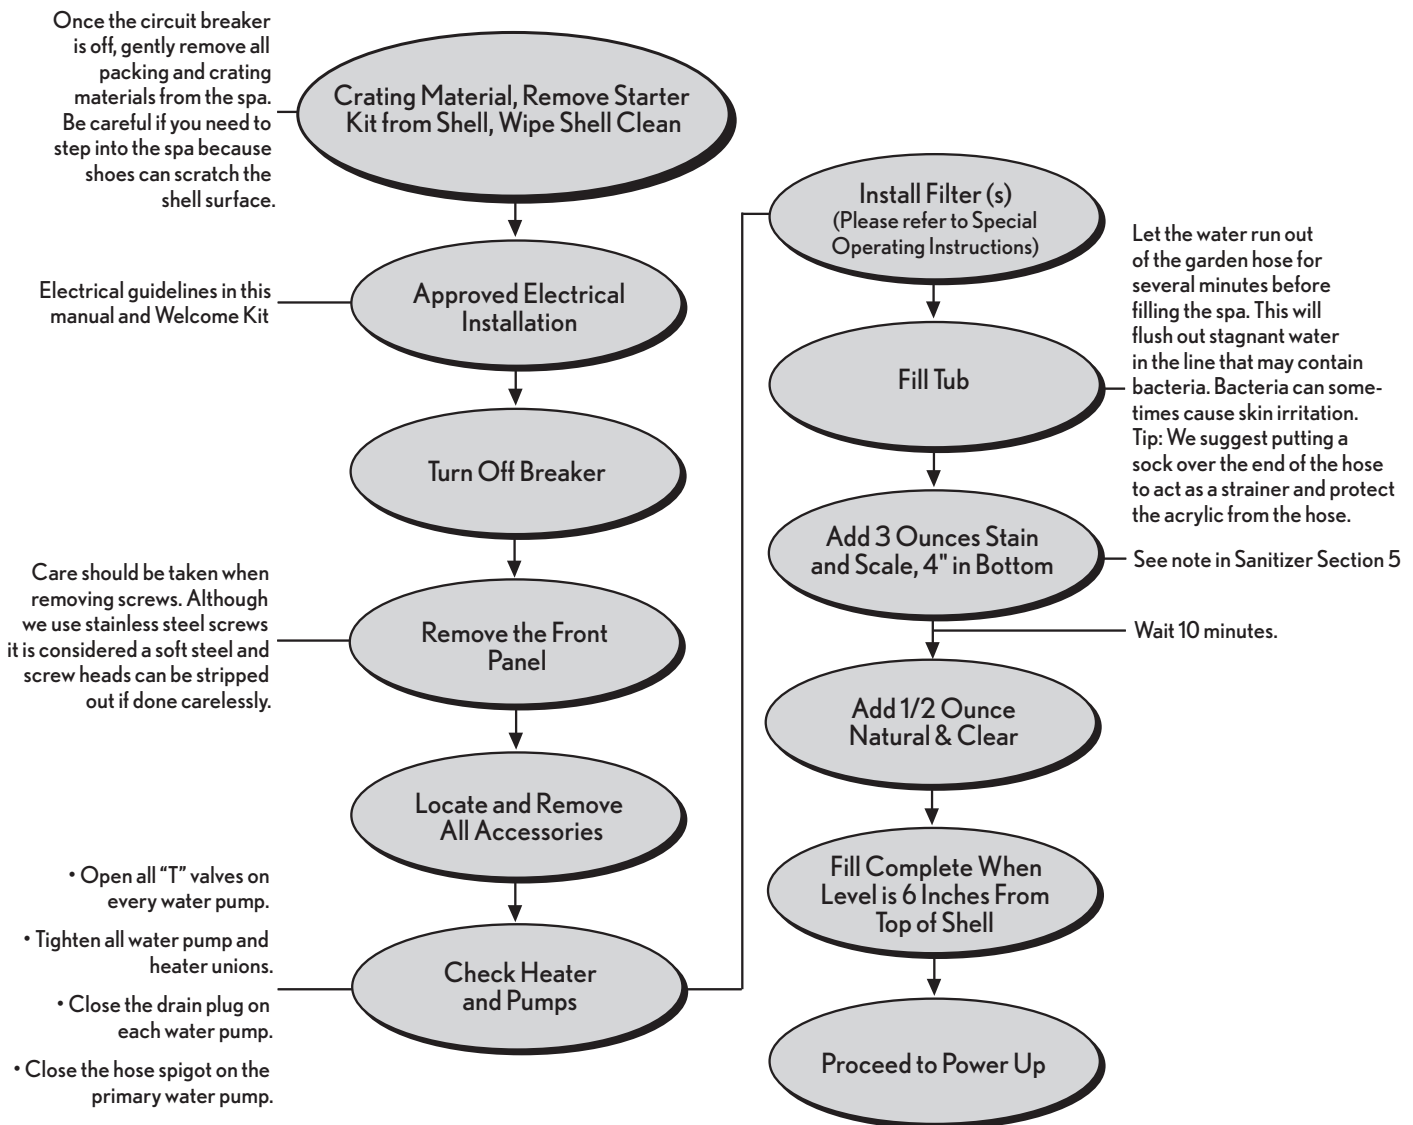 Once the circuit breaker
is off, gently remove all
packing and crating
materials from the spa.
Be careful if you need to
step into the spa because
shoes can scratch the
shell surface.
Crating Material, Remove Starter
Kit from Shell, Wipe Shell Clean
Electrical guidelines in this
manual and Welcome Kit
Approved Electrical
Installation
Turn Off Breaker
Care should be taken when
removing screws. Although
we use stainless steel screws
it is considered a soft steel and
screw heads can be stripped
out if done carelessly.
Remove the Front
Panel
Locate and Remove
All Accessories
• Open all “T” valves on
every water pump.
• Tighten all water pump and
heater unions.
• Close the drain plug on
each water pump.
• Close the hose spigot on the
primary water pump.
Check Heater
and Pumps
Install Filter (s)
(Please refer to Special
Operating Instructions)
Fill Tub
Let the water run out
of the garden hose for
several minutes before
filling the spa. This will
flush out stagnant water
in the line that may contain
bacteria. Bacteria can some-
times cause skin irritation.
Tip: We suggest putting a
sock over the end of the hose
to act as a strainer and protect
the acrylic from the hose.
Add 3 Ounces Stain
and Scale, 4" in Bottom
See note in Sanitizer Section 5
Wait 10 minutes.
Add 1/2 Ounce
Natural & Clear
Fill Complete When
Level is 6 Inches From
Top of Shell
Proceed to Power Up